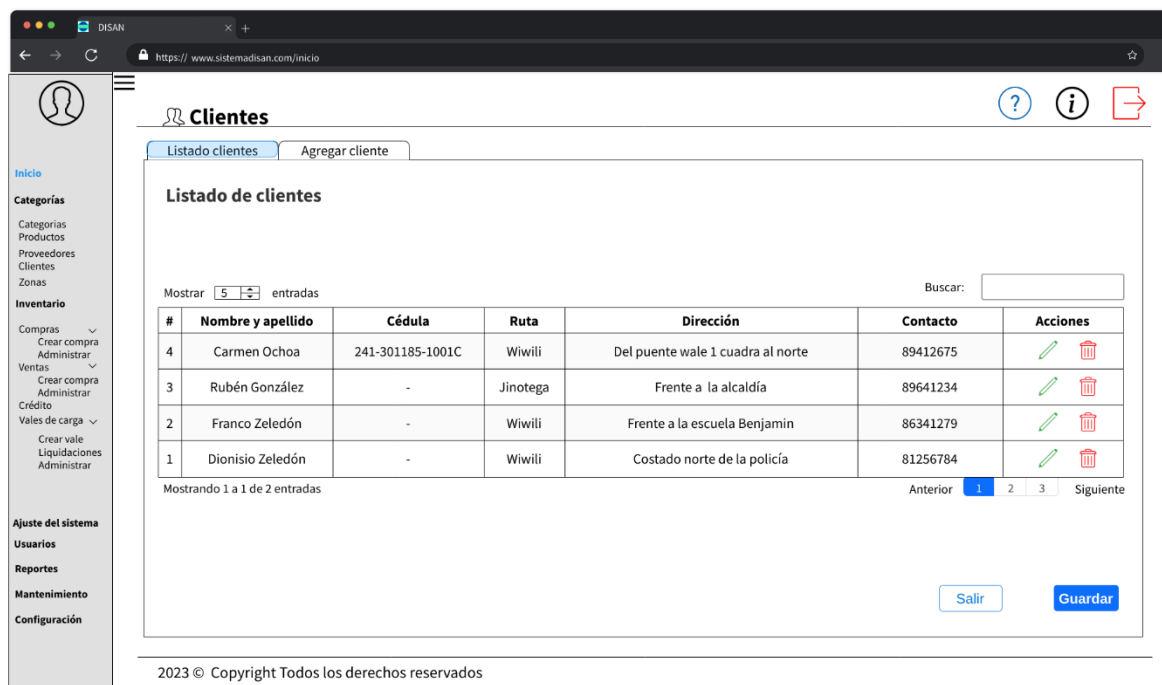 DISAN
https:// www.sistemadisan.com/inicio
Clientes
?
i
Listado clientes Agregar cliente
Inicio
Categorías
Categorias
Productos
Proveedores
Clientes
Zonas
Inventario
Compras
Crear compra
Administrar
Ventas
Crear compra
Administrar
Crédito
Vales de carga
Crear vale
Liquidaciones
Administrar
Ajuste del sistema
Usuarios
Reportes
Mantenimiento
Configuración
Listado de clientes
Mostrar 5 entradas
Buscar:
# Nombre y apellido Cédula Ruta Dirección Contacto Acciones
4 Carmen Ochoa 241-301185-1001C Wiwili Del puente wale 1 cuadra al norte 89412675
3 Rubén González - Jinotega Frente a la alcaldía 89641234
2 Franco Zeledón - Wiwili Frente a la escuela Benjamin 86341279
1 Dionisio Zeledón - Wiwili Costado norte de la policía 81256784
Mostrando 1 a 1 de 2 entradas
Anterior 1 2 3 Siguiente
Salir Guardar
2023 © Copyright Todos los derechos reservados